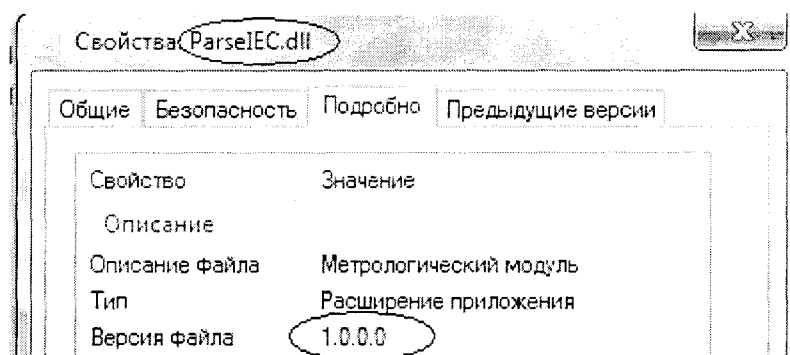 Свойства: ParseIEC.dll
Общие Безопасность Подробно Предыдущие версии
Свойство Значение
Описание
Описание файла Метрологический модуль
Тип Расширение приложения
Версия файла 1.0.0.0